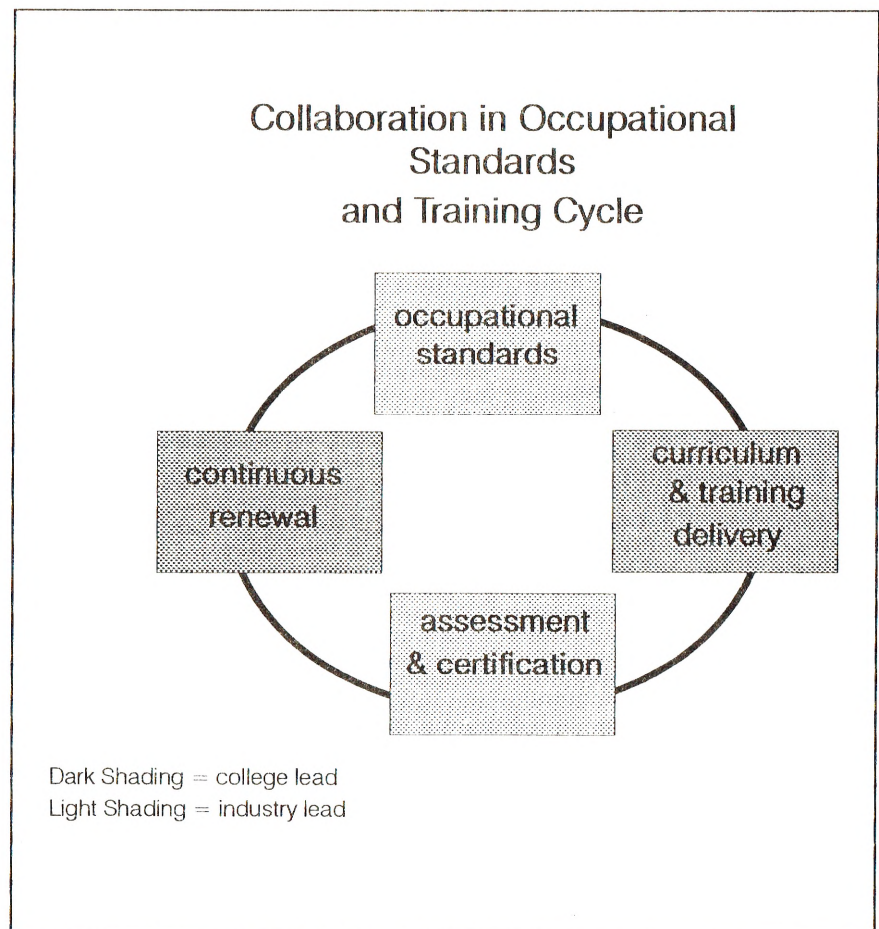 Collaboration in Occupational
Standards
and Training Cycle
occupational
standards
continuous
renewal
curriculum
& training
delivery
assessment
& certification
Dark Shading = college lead
Light Shading = industry lead